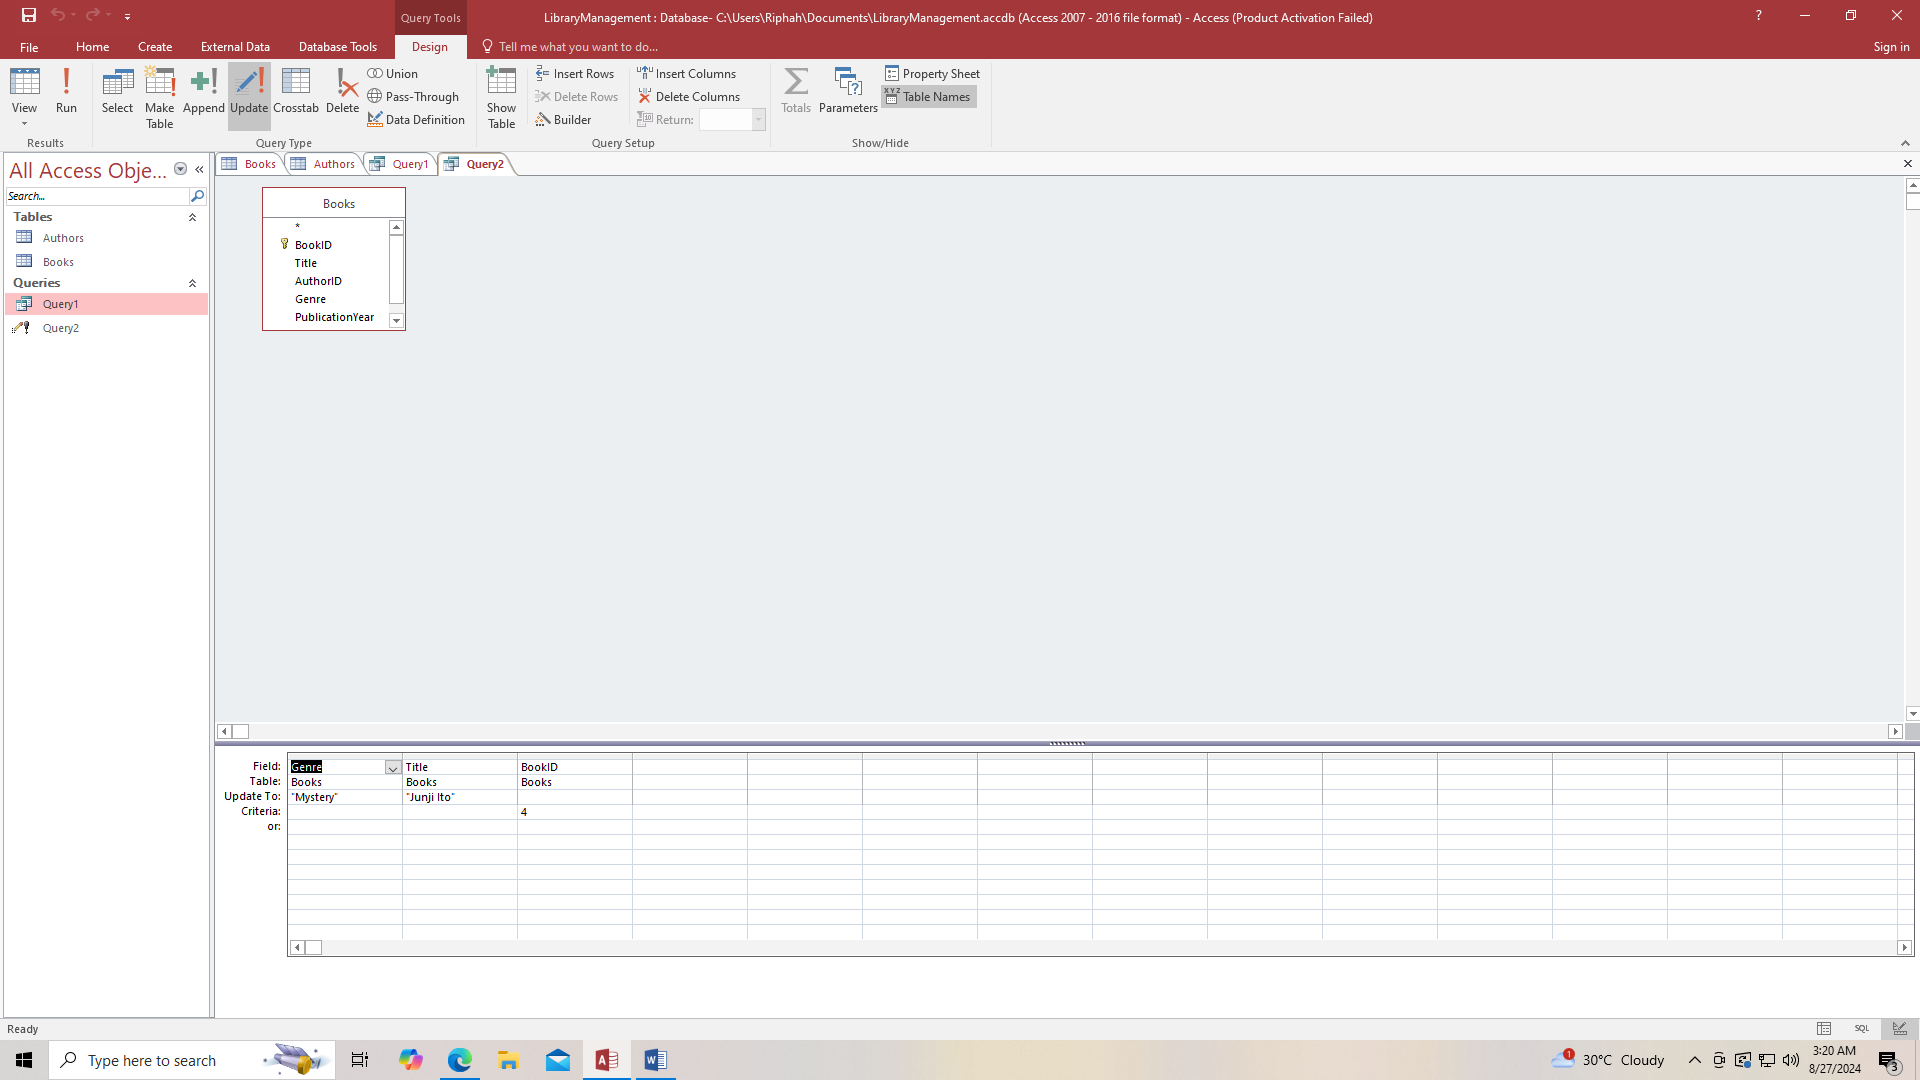 Query Tools
LibraryManagement : Database- C:\Users\Riphah\Documents\LibraryManagement.accdb (Access 2007 - 2016 file format) - Access (Product Activation Failed)
?
File Home Create External Data Database Tools Design Tell me what you want to do... Sign in
View Run Select Make Table Append Update Crosstab Delete
Union
Pass-Through
Data Definition
Show Table
Insert Rows
Delete Rows
Builder
Insert Columns
Delete Columns
Return:
Totals Parameters
Property Sheet
XYZ Table Names
Results Query Type Query Setup Show/Hide
All Access Obje...
Search...
Tables
Authors
Books
Queries
Query1
Query2
Books Authors Query1 Query2
Books
*
BookID
Title
AuthorID
Genre
PublicationYear
Field: Genre Title BookID
Table: Books Books Books
Update To: "Mystery" "Junji Ito"
Criteria: 4
or:
Ready
SQL
Type here to search
1
30°C Cloudy
3:20 AM
8/27/2024
3